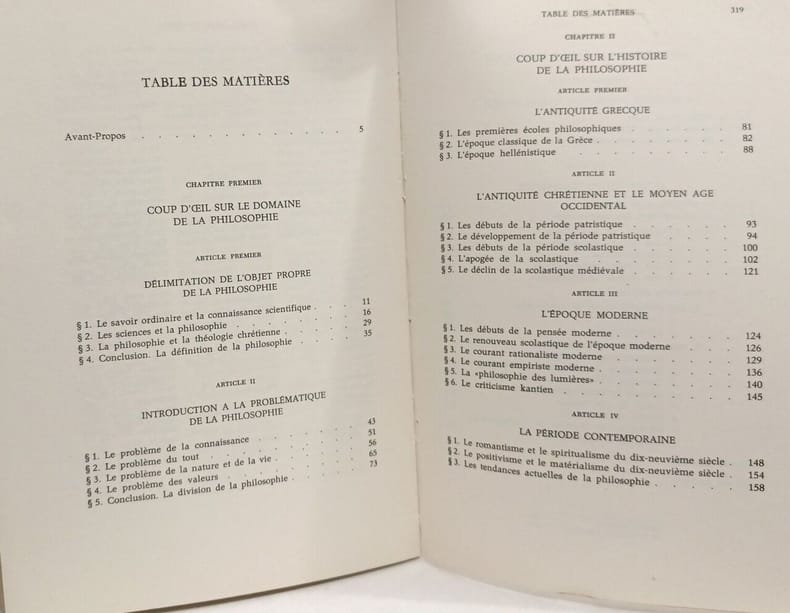 TABLE DES MATIÈRES
Avant-Propos . . . . . . . . . . . . 5
CHAPITRE PREMIER
COUP D'ŒIL SUR LE DOMAINE
DE LA PHILOSOPHIE
ARTICLE PREMIER
DÉLIMITATION DE L'OBJET PROPRE
DE LA PHILOSOPHIE
§ 1. Le savoir ordinaire et la connaissance scientifique . . . 11
§ 2. Les sciences et la philosophie . . . . . . . 16
§ 3. La philosophie et la théologie chrétienne . . . . 29
§ 4. Conclusion. La définition de la philosophie . . . . 35
ARTICLE II
INTRODUCTION A LA PROBLÉMATIQUE
DE LA PHILOSOPHIE
§ 1. Le problème de la connaissance . . . . . . 43
§ 2. Le problème du tout . . . . . . . . 51
§ 3. Le problème de la nature et de la vie . . . . . 56
§ 4. Le problème des valeurs . . . . . . . 65
§ 5. Conclusion. La division de la philosophie . . . . 73
TABLE DES MATIÈRES 319
CHAPITRE II
COUP D'ŒIL SUR L'HISTOIRE
DE LA PHILOSOPHIE
ARTICLE PREMIER
L'ANTIQUITÉ GRECQUE
§ 1. Les premières écoles philosophiques . . . . . 81
§ 2. L'époque classique de la Grèce . . . . . . 82
§ 3. L'époque hellénistique . . . . . . . 88
ARTICLE II
L'ANTIQUITÉ CHRÉTIENNE ET LE MOYEN AGE
OCCIDENTAL
§ 1. Les débuts de la période patristique . . . . . 93
§ 2. Le développement de la période patristique . . . . 94
§ 3. Les débuts de la période scolastique . . . . . 100
§ 4. L'apogée de la scolastique . . . . . . 102
§ 5. Le déclin de la scolastique médiévale . . . . . 121
ARTICLE III
L'ÉPOQUE MODERNE
§ 1. Les débuts de la pensée moderne . . . . . . 124
§ 2. Le renouveau scolastique de l'époque moderne . . . 126
§ 3. Le courant rationaliste moderne . . . . . 129
§ 4. Le courant empiriste moderne . . . . . . 136
§ 5. La «philosophie des lumières» . . . . . . 140
§ 6. Le criticisme kantien . . . . . . . . 145
ARTICLE IV
LA PÉRIODE CONTEMPORAINE
§ 1. Le romantisme et le spiritualisme du dix-neuvième siècle . 148
§ 2. Le positivisme et le matérialisme du dix-neuvième siècle . 154
§ 3. Les tendances actuelles de la philosophie . . . . . 158